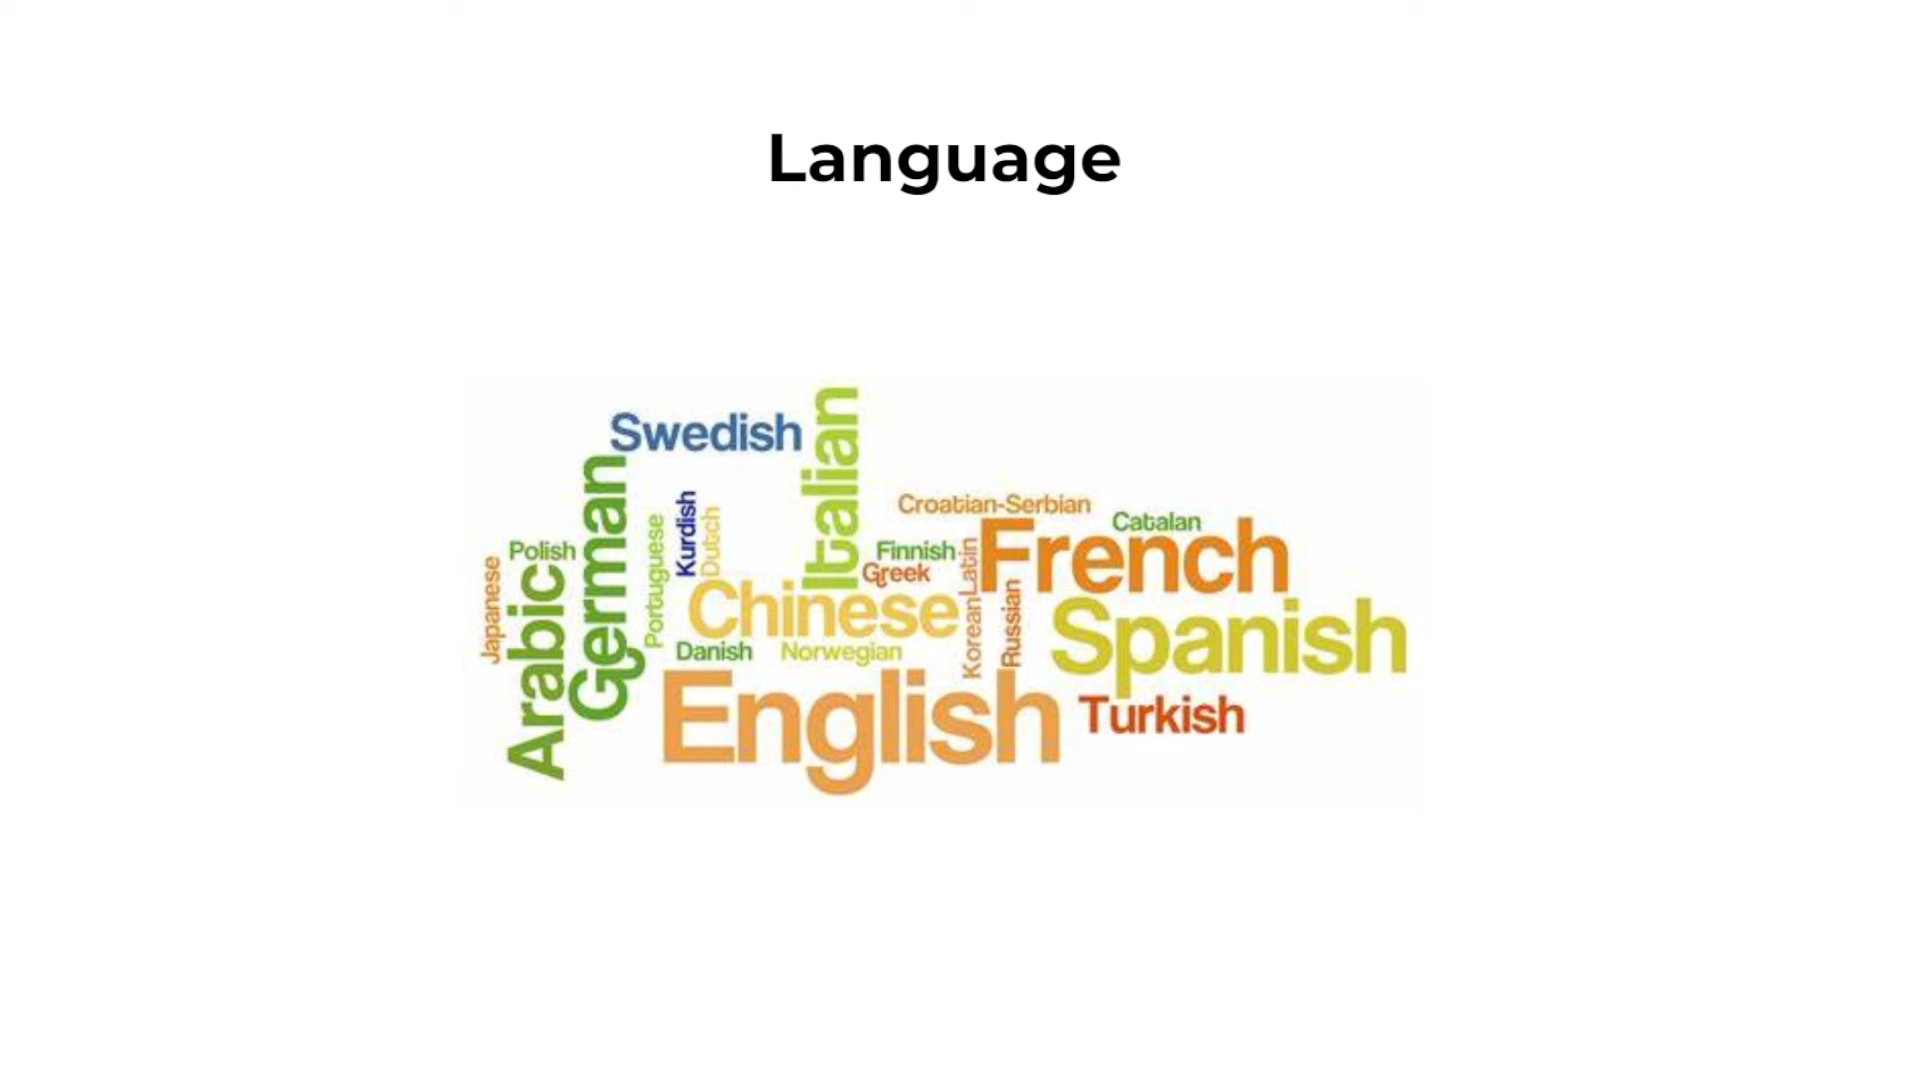 Language
Swedish
Italian
German
Croatian-Serbian
Kurdish
Dutch
Portuguese
Catalan
French
Polish
Finnish
Latin
Greek
Japanese
Arabic
Chinese
Korean
Russian
Spanish
Danish
Norwegian
English
Turkish